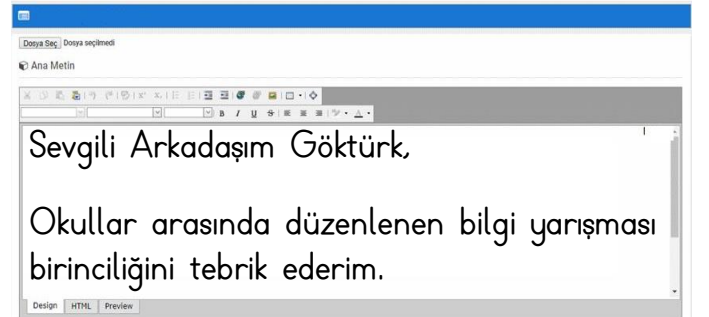 Dosya Seç Dosya seçilmedi
Ana Metin
B I U S
A
Sevgili Arkadaşım Göktürk,
Okullar arasında düzenlenen bilgi yarışması
birinciliğini tebrik ederim.
Design HTML Preview